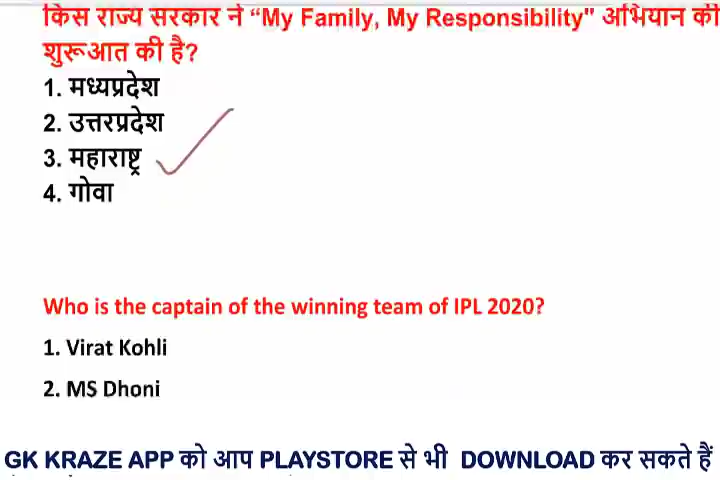 किस राज्य सरकार ने “My Family, My Responsibility" अभियान की
शुरूआत की है?
1. मध्यप्रदेश
2. उत्तरप्रदेश
3. महाराष्ट्र
4. गोवा
Who is the captain of the winning team of IPL 2020?
1. Virat Kohli
2. MS Dhoni
GK KRAZE APP को आप PLAYSTORE से भी DOWNLOAD कर सकते हैं